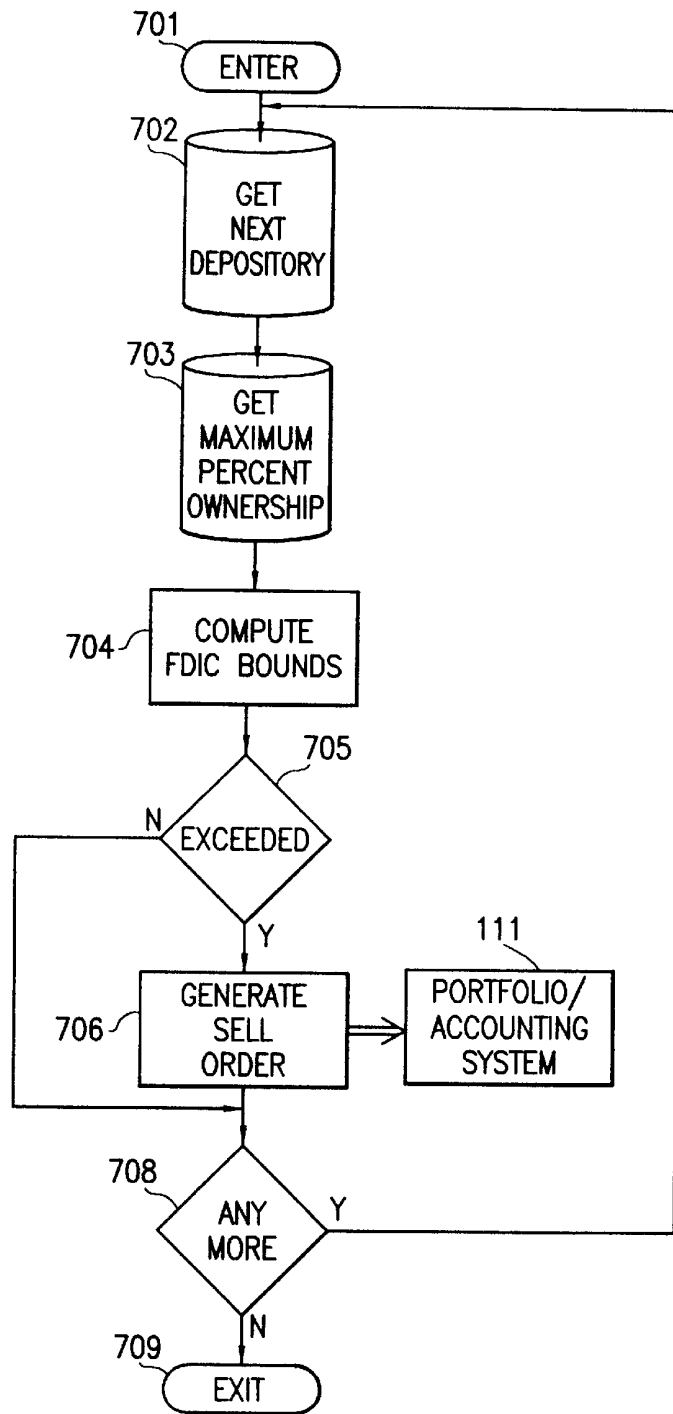 701
ENTER
702
GET
NEXT
DEPOSITORY
703
GET
MAXIMUM
PERCENT
OWNERSHIP
704
COMPUTE
FDIC BOUNDS
705
N
EXCEEDED
Y
111
706
GENERATE
SELL
ORDER
PORTFOLIO/
ACCOUNTING
SYSTEM
708
ANY
MORE
Y
N
709
EXIT